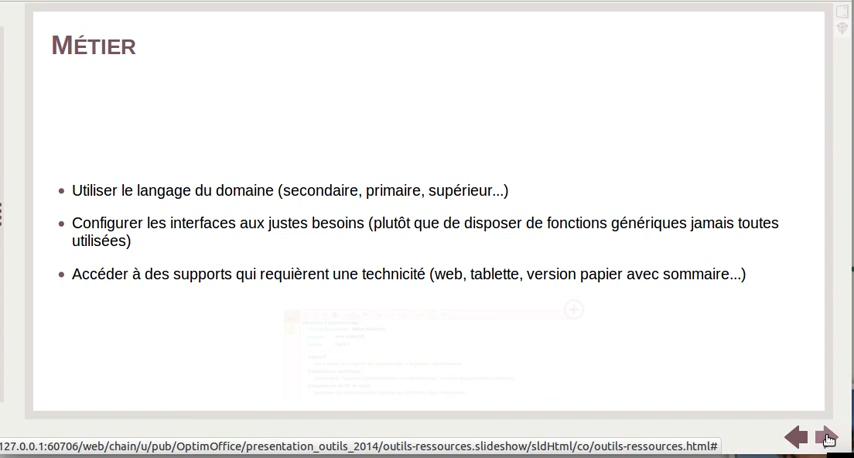 MÉTIER
• Utiliser le langage du domaine (secondaire, primaire, supérieur...)
• Configurer les interfaces aux justes besoins (plutôt que de disposer de fonctions génériques jamais toutes
utilisées)
• Accéder à des supports qui requièrent une technicité (web, tablette, version papier avec sommaire...)
127.0.0.1:60706/web/chain/u/pub/OptimOffice/presentation_outils_2014/outils-ressources.slideshow/sldHtml/co/outils-ressources.html#